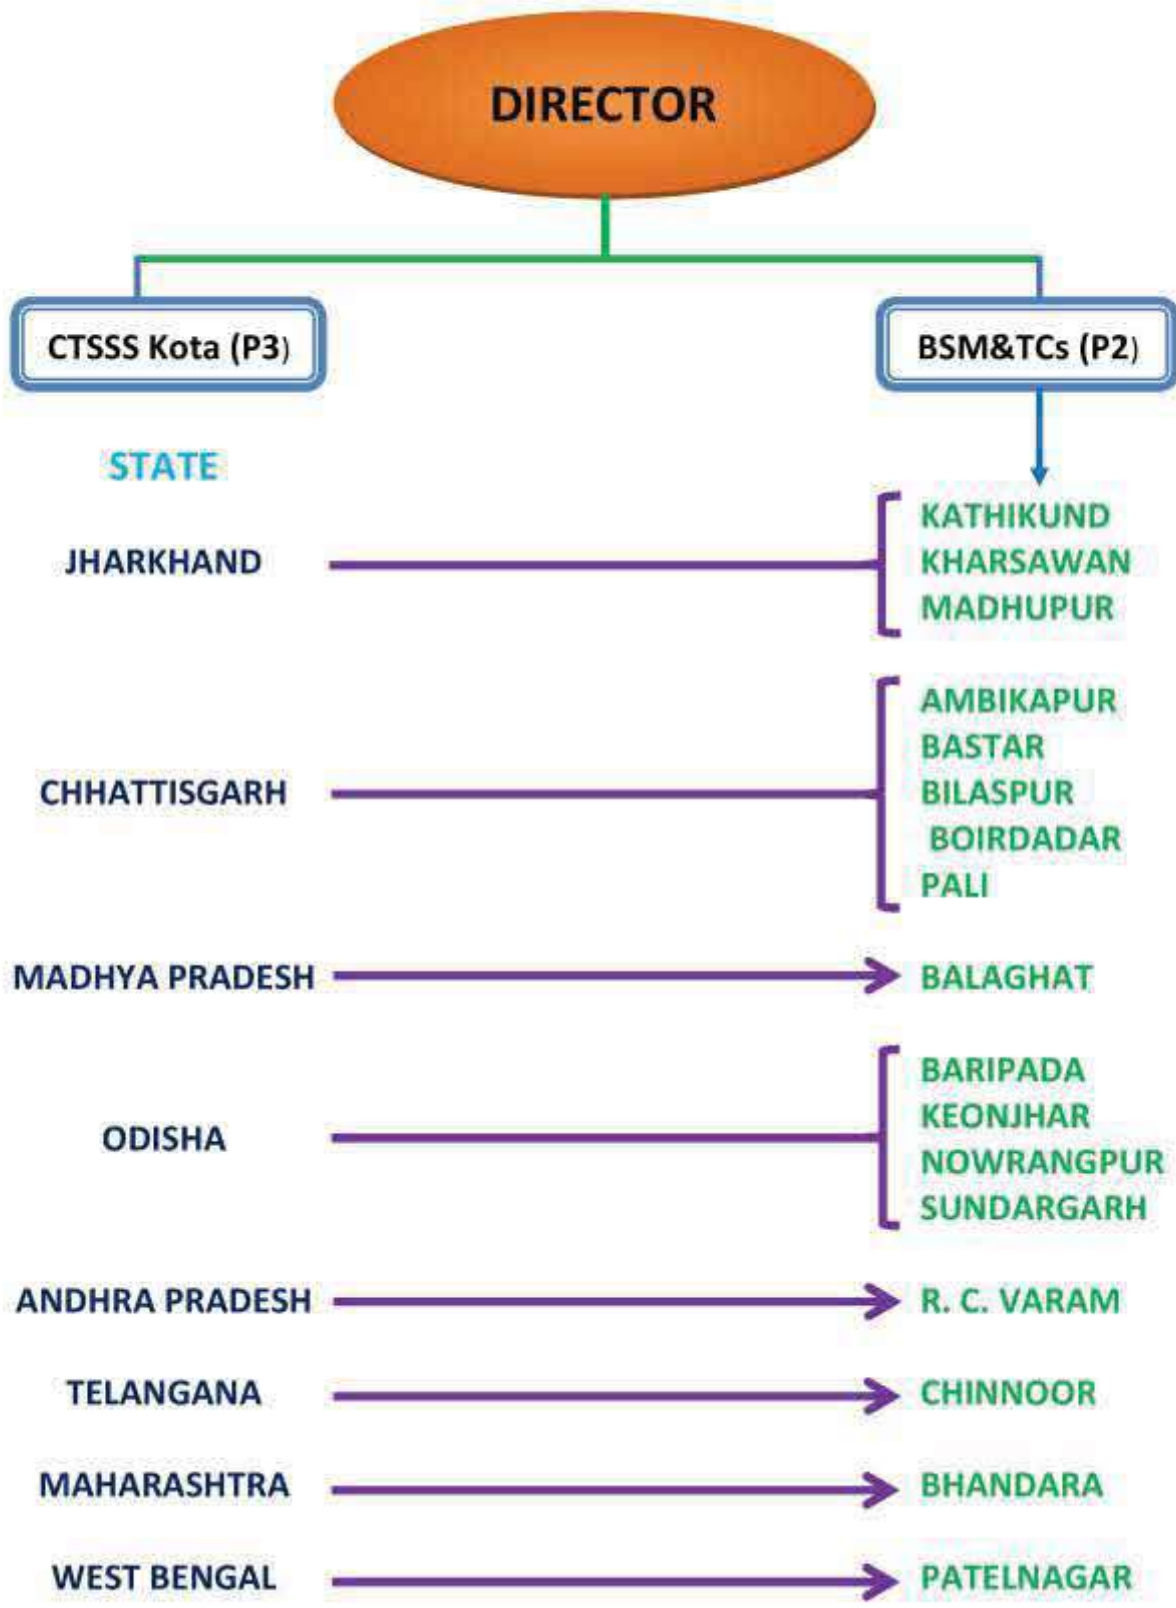 DIRECTOR
CTSSS Kota (P3)
BSM&TCs (P2)
STATE
JHARKHAND
KATHIKUND
KHARSAWAN
MADHUPUR
CHHATTISGARH
AMBIKAPUR
BASTAR
BILASPUR
BOIRDADAR
PALI
MADHYA PRADESH
BALAGHAT
ODISHA
BARIPADA
KEONJHAR
NOWRANGPUR
SUNDARGARH
ANDHRA PRADESH
R. C. VARAM
TELANGANA
CHINNOOR
MAHARASHTRA
BHANDARA
WEST BENGAL
PATELNAGAR